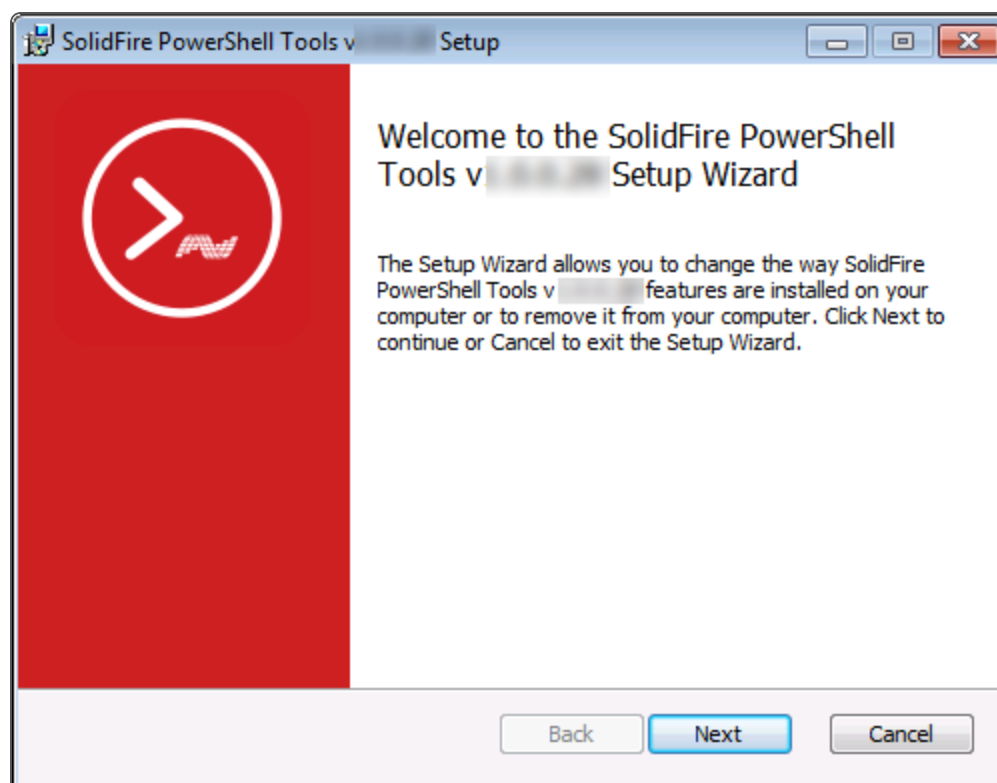 SolidFire PowerShell Tools v Setup
Welcome to the SolidFire PowerShell
Tools v Setup Wizard
The Setup Wizard allows you to change the way SolidFire
PowerShell Tools v features are installed on your
computer or to remove it from your computer. Click Next to
continue or Cancel to exit the Setup Wizard.
Back Next Cancel